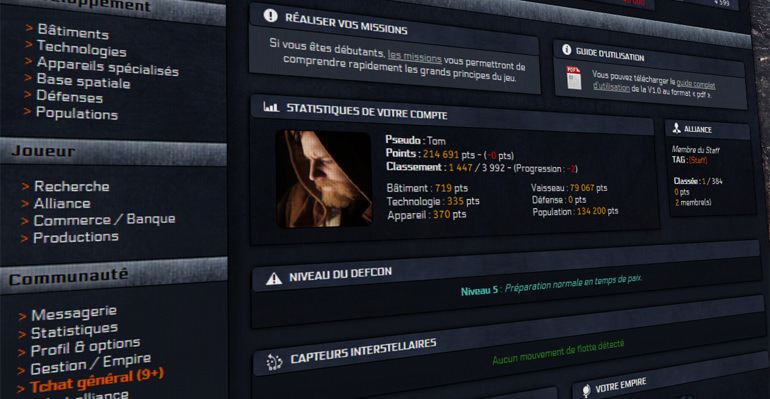 > Bâtiments
> Technologies
> Appareils spécialisés
> Base spatiale
> Défenses
> Populations
Joueur
> Recherche
> Alliance
> Commerce / Banque
> Productions
Communauté
> Messagerie
> Statistiques
> Profil & options
> Gestion / Empire
> Tchat général (9+)
RÉALISER VOS MISSIONS
Si vous êtes débutants, les missions vous permettront de
comprendre rapidement les grands principes du jeu.
GUIDE D'UTILISATION
PDF
Vous pouvez télécharger le guide complet
d'utilisation de la V1.0 au format « pdf ».
STATISTIQUES DE VOTRE COMPTE
Pseudo : Tom
Points : 214 691 pts - (-0 pts)
Classement : 1 447 / 3 992 - (Progression : -2)
Bâtiment : 719 pts
Technologie : 335 pts
Appareil : 370 pts
Vaisseau : 79 067 pts
Défense : 0 pts
Population : 134 200 pts
ALLIANCE
Membre du Staff
TAG : [Staff]
Classée : 1 / 384
0 pts
2 membre(s)
NIVEAU DU DEFCON
Niveau 5 : Préparation normale en temps de paix.
CAPTEURS INTERSTELLAIRES
Aucun mouvement de flotte détecté
VOTRE EMPIRE